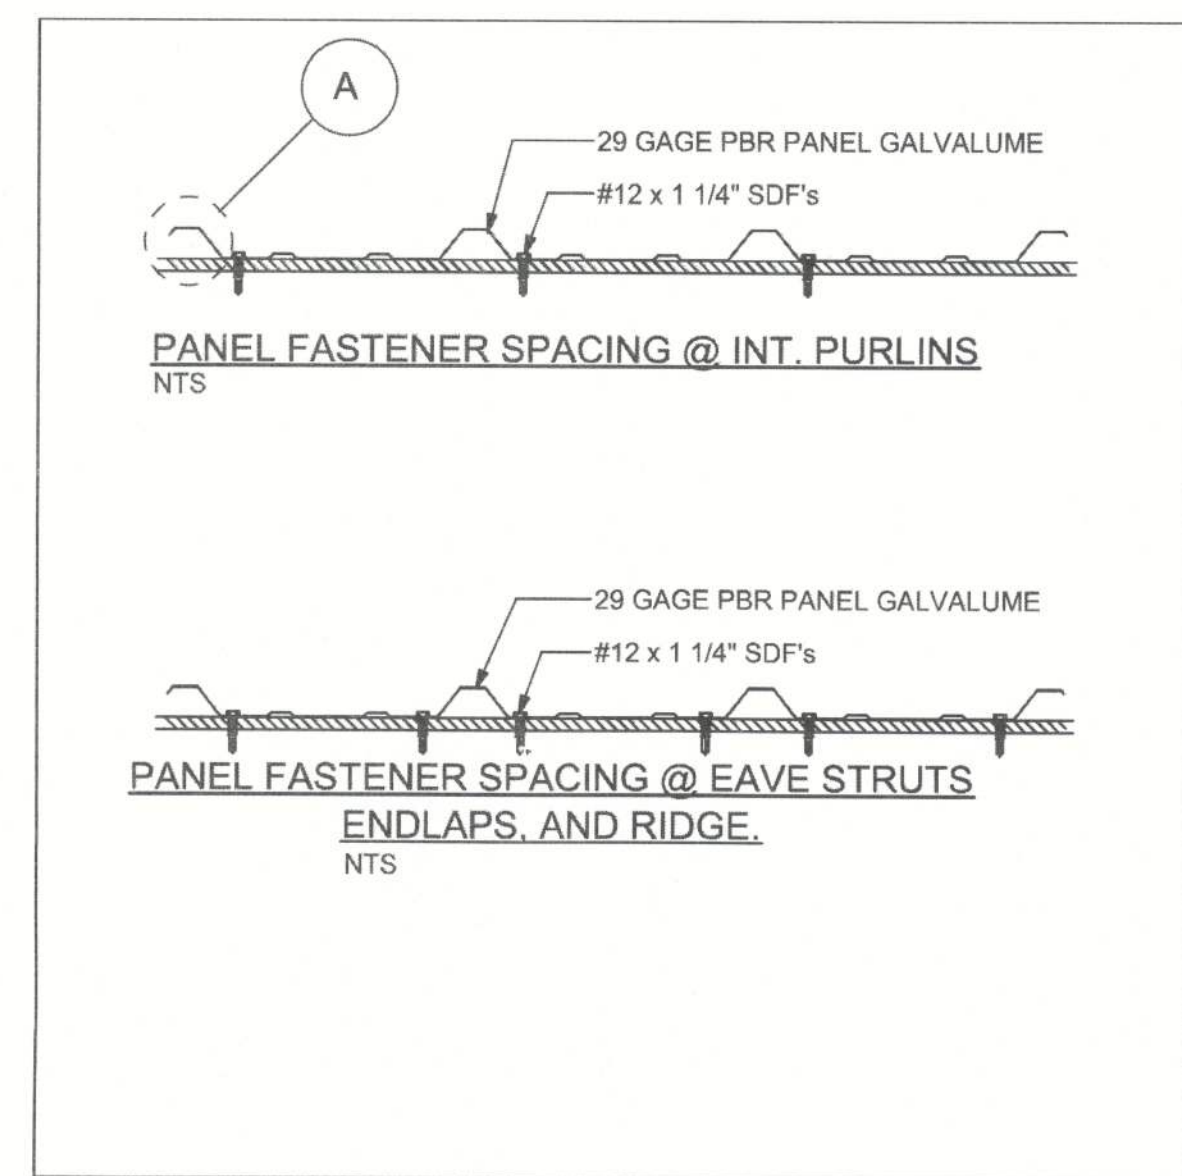 A
29 GAGE PBR PANEL GALVALUME
#12 x 1 1/4" SDF's
PANEL FASTENER SPACING @ INT. PURLINS
NTS
29 GAGE PBR PANEL GALVALUME
#12 x 1 1/4" SDF's
PANEL FASTENER SPACING @ EAVE STRUTS
ENDLAPS, AND RIDGE.
NTS